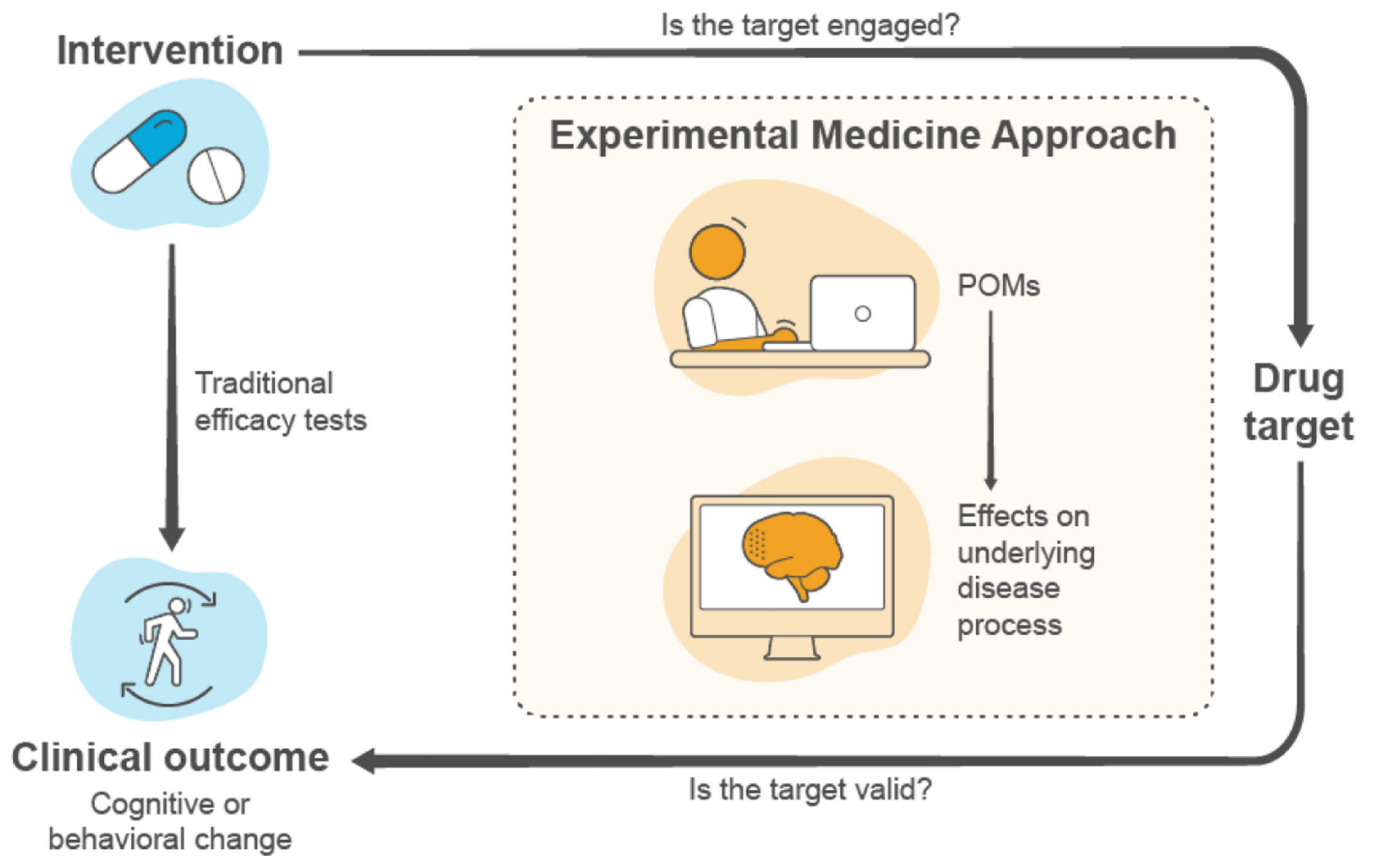 Is the target engaged?
Intervention
Experimental Medicine Approach
POMs
Traditional
efficacy tests
Drug
target
Effects on
underlying
disease
process
Clinical outcome
Cognitive or
behavioral change
Is the target valid?